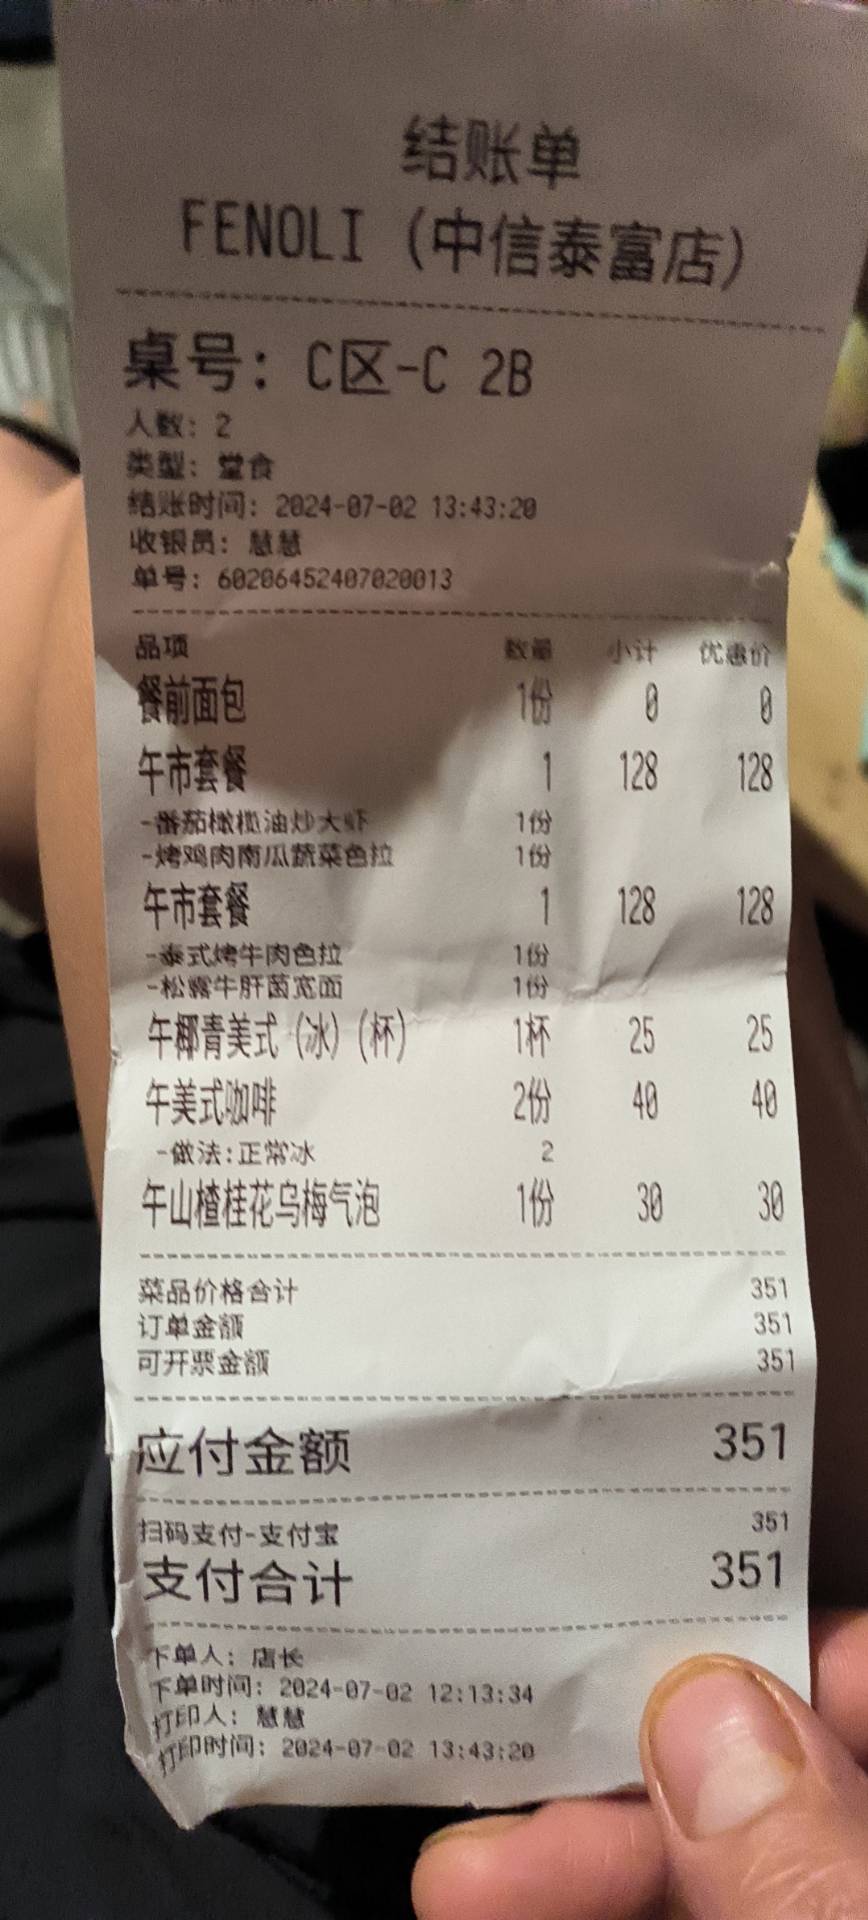 结账单
FENOLI (中信泰富店)
桌号: C区-C 2B
人数: 2
类型: 堂食
结账时间: 2024-07-02 13:43:20
收银员: 慧慧
单号: 60206452407020013
品项 数量 小计 优惠价
餐前面包 1份 0 0
午市套餐 1 128 128
-番茄橄榄油炒大虾 1份
-烤鸡肉南瓜蔬菜色拉 1份
午市套餐 1 128 128
-泰式烤牛肉色拉 1份
-松露牛肝菌宽面 1份
午椰青美式 (冰) (杯) 1杯 25 25
午美式咖啡 2份 40 40
-做法:正常冰 2
午山楂桂花乌梅气泡 1份 30 30
菜品价格合计 351
订单金额 351
可开票金额 351
应付金额 351
扫码支付-支付宝 351
支付合计 351
下单人: 店长
下单时间: 2024-07-02 12:13:34
打印人: 慧慧
打印时间: 2024-07-02 13:43:20